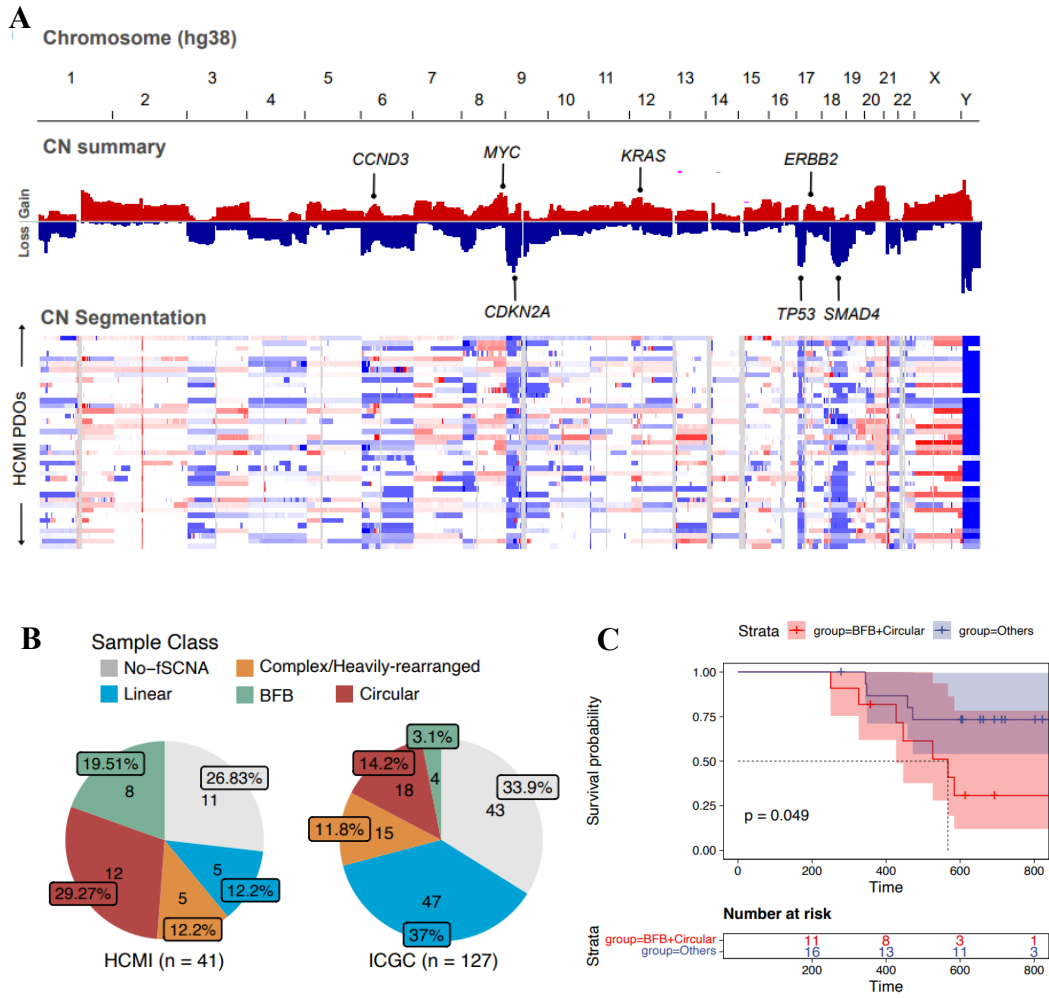 A
Chromosome (hg38)
1 3 5 7 9 11 13 15 17 19 21 X
2 4 6 8 10 12 14 16 18 20 22 Y
CN summary
CCND3 MYC KRAS ERBB2
Loss Gain
CDKN2A TP53 SMAD4
CN Segmentation
HCMI PDOs
B
Sample Class
No–fSCNA Complex/Heavily-rearranged
Linear BFB Circular
19.51%
8
26.83%
11
12
29.27%
5
12.2%
5
12.2%
HCMI (n = 41)
3.1%
4
14.2%
18
33.9%
43
11.8% 15
47
37%
ICGC (n = 127)
C
Strata group=BFB+Circular group=Others
Survival probability
1.00
0.75
0.50
0.25
0.00
p = 0.049
0 200 400 600 800
Time
Number at risk
Strata
group=BFB+Circular 11 8 3 1
group=Others 16 13 11 3
200 400 600 800
Time